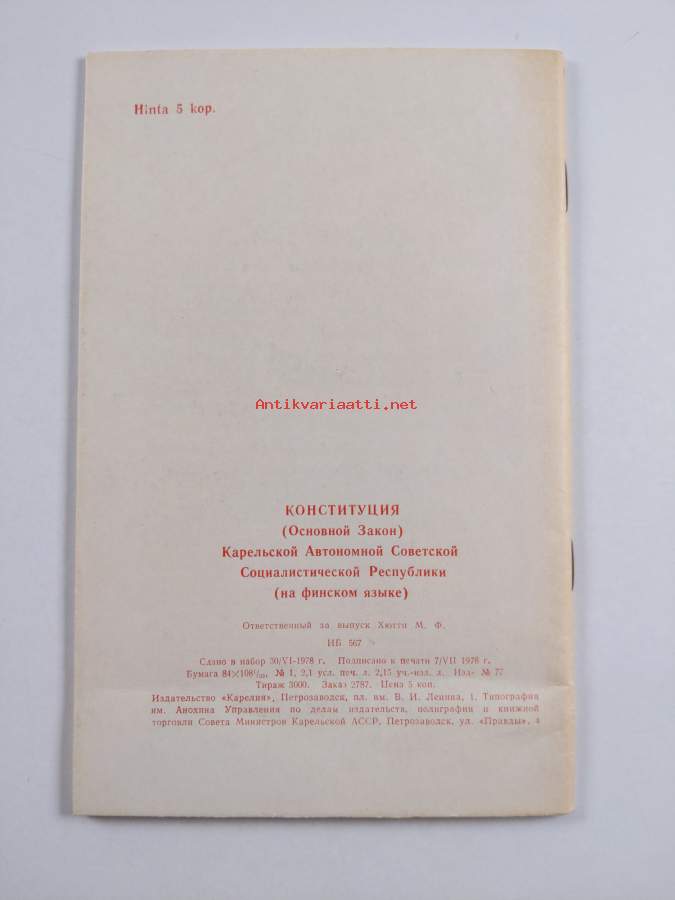 Hinta 5 kop.
Antikvariaatti.net
КОНСТИТУЦИЯ
(Основной Закон)
Карельской Автономной Советской
Социалистической Республики
(на финском языке)
Ответственный за выпуск Хютти М. Ф.
ИБ 567
Сдано в набор 30/VI-1978 г. Подписано к печати 7/VII 1978 г.
Бумага 84×108¹/₃₂. № 1, 2,1 усл. печ. л. 2,15 уч.-изд. л. Изд. № 77
Тираж 3000. Заказ 2787. Цена 5 коп.
Издательство «Карелия», Петрозаводск, пл. им. В. И. Ленина, 1. Типография
им. Анохина Управления по делам издательств, полиграфии и книжной
торговли Совета Министров Карельской АССР, Петрозаводск, ул. «Правды», 4